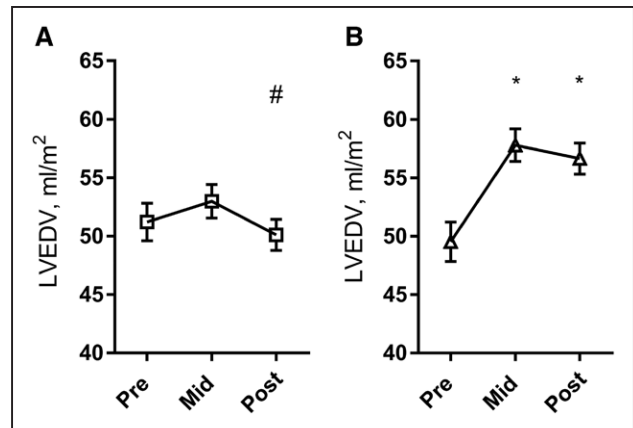 A
LVEDV, ml/m²
65
60
55
50
45
40
#
Pre
Mid
Post
B
LVEDV, ml/m²
65
60
55
50
45
40
*
*
Pre
Mid
Post